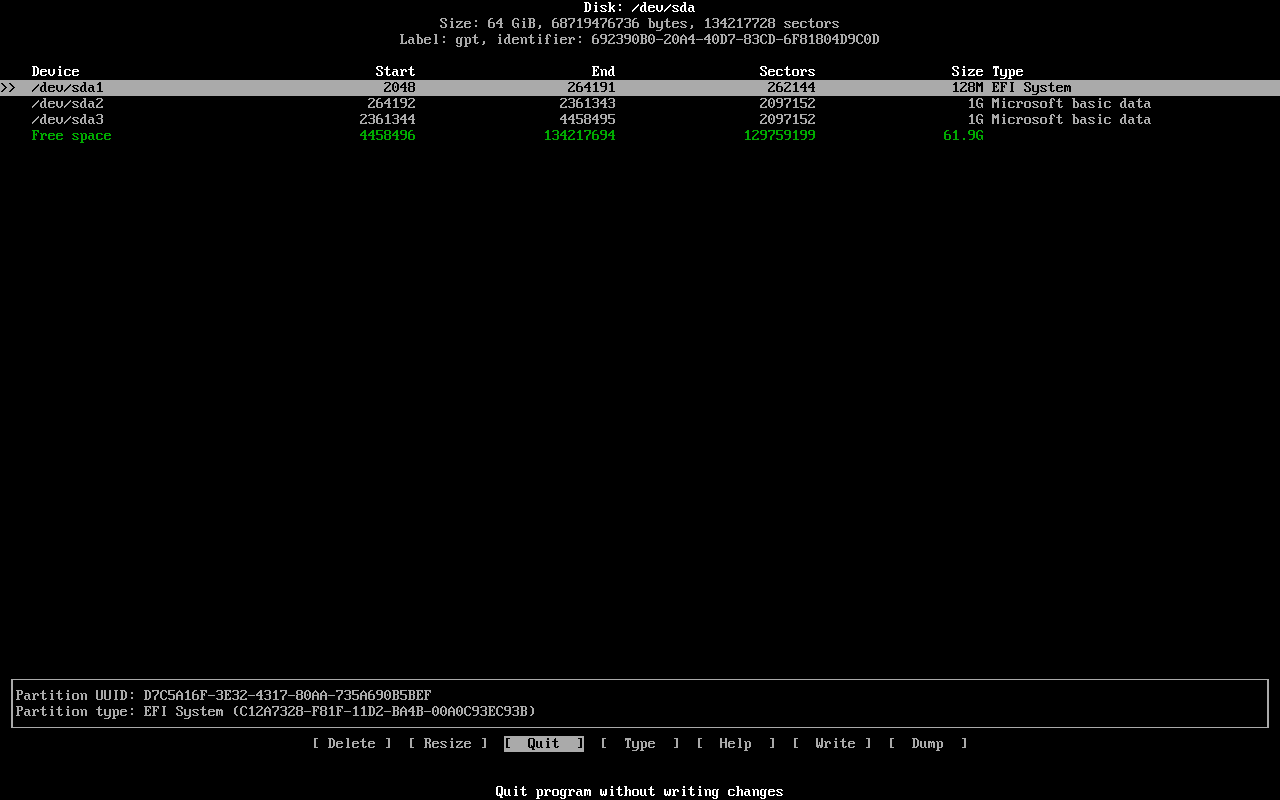 Disk: /dev/sda
Size: 64 GiB, 68719476736 bytes, 134217728 sectors
Label: gpt, identifier: 692390B0-20A4-40D7-83CD-6F81804D9C0D
Device Start End Sectors Size Type
>> /dev/sda1 2048 264191 262144 128M EFI System
/dev/sda2 264192 2361343 2097152 1G Microsoft basic data
/dev/sda3 2361344 4458495 2097152 1G Microsoft basic data
Free space 4458496 134217694 129759199 61.9G
Partition UUID: D7C5A16F-3E32-4317-80AA-735A690B5BEF
Partition type: EFI System (C12A7328-F81F-11D2-BA4B-00A0C93EC93B)
[ Delete ] [ Resize ] [ Quit ] [ Type ] [ Help ] [ Write ] [ Dump ]
Quit program without writing changes